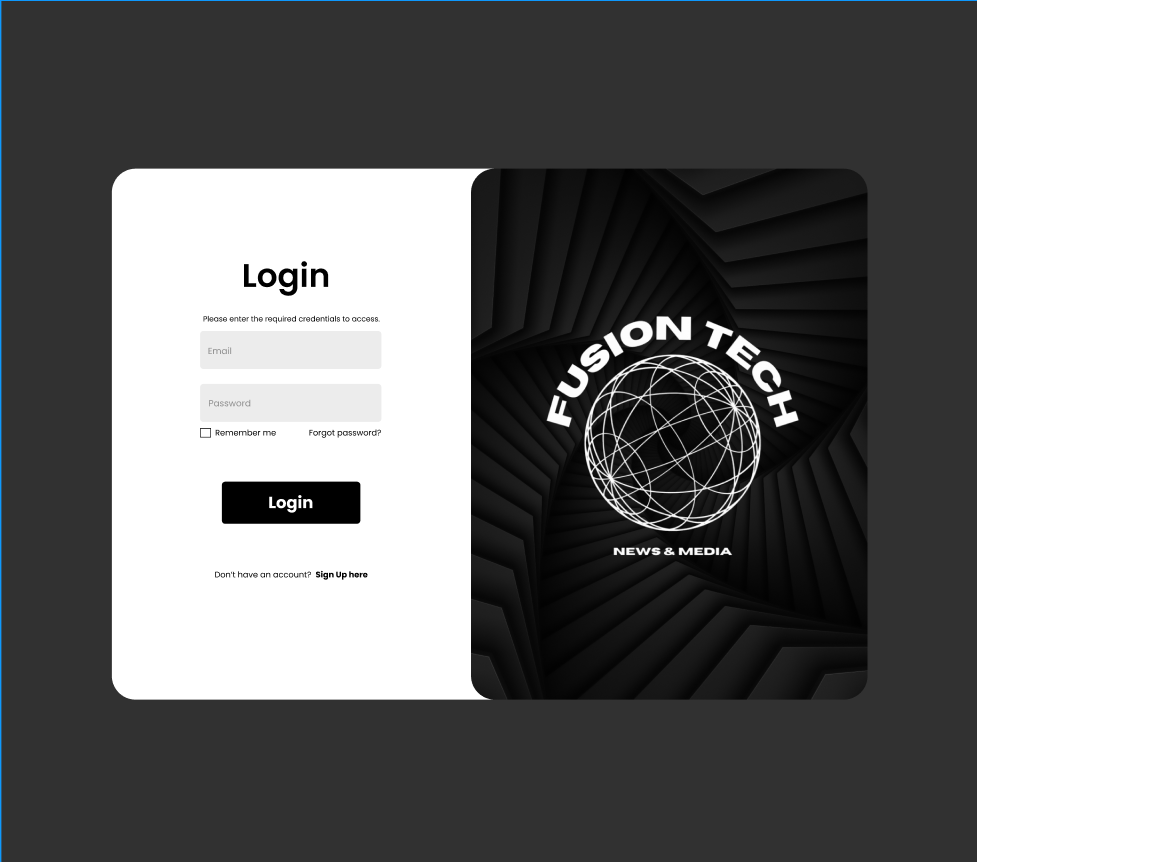 Login
Please enter the required credentials to access.
Email
Password
Remember me Forgot password?
Login
Don't have an account? Sign Up here
FUSION TECH
NEWS & MEDIA